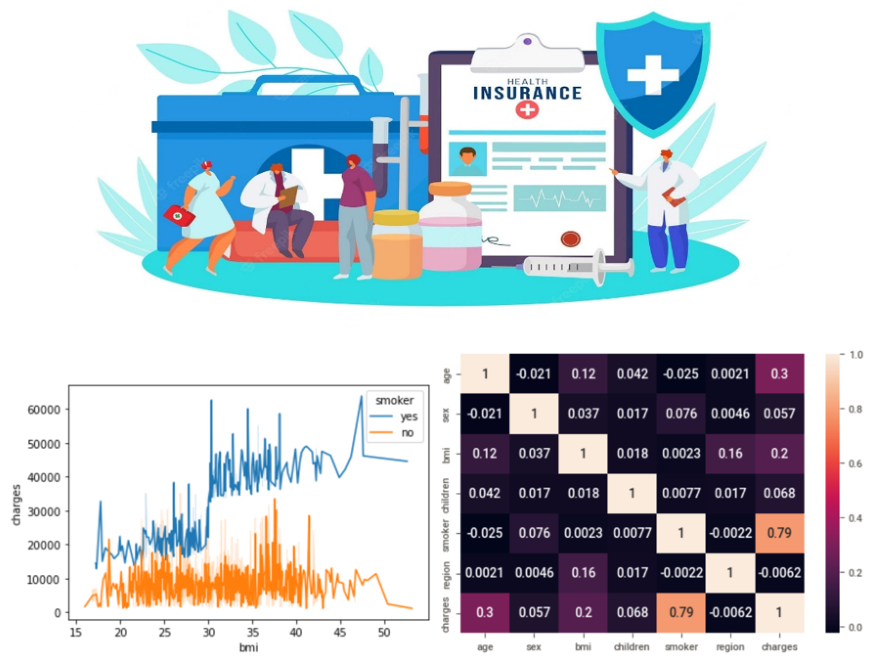 HEALTH
INSURANCE
smoker
yes
no
60000
50000
40000
30000
20000
10000
0
charges
15 20 25 30 35 40 45 50
bmi
age 1 -0.021 0.12 0.042 -0.025 0.0021 0.3
sex -0.021 1 0.037 0.017 0.076 0.0046 0.057
bmi 0.12 0.037 1 0.018 0.0023 0.16 0.2
children 0.042 0.017 0.018 1 0.0077 0.017 0.068
smoker -0.025 0.076 0.0023 0.0077 1 -0.0022 0.79
region 0.0021 0.0046 0.16 0.017 -0.0022 1 -0.0062
charges 0.3 0.057 0.2 0.068 0.79 -0.0062 1
age sex bmi children smoker region charges
1.0
0.8
0.6
0.4
0.2
0.0